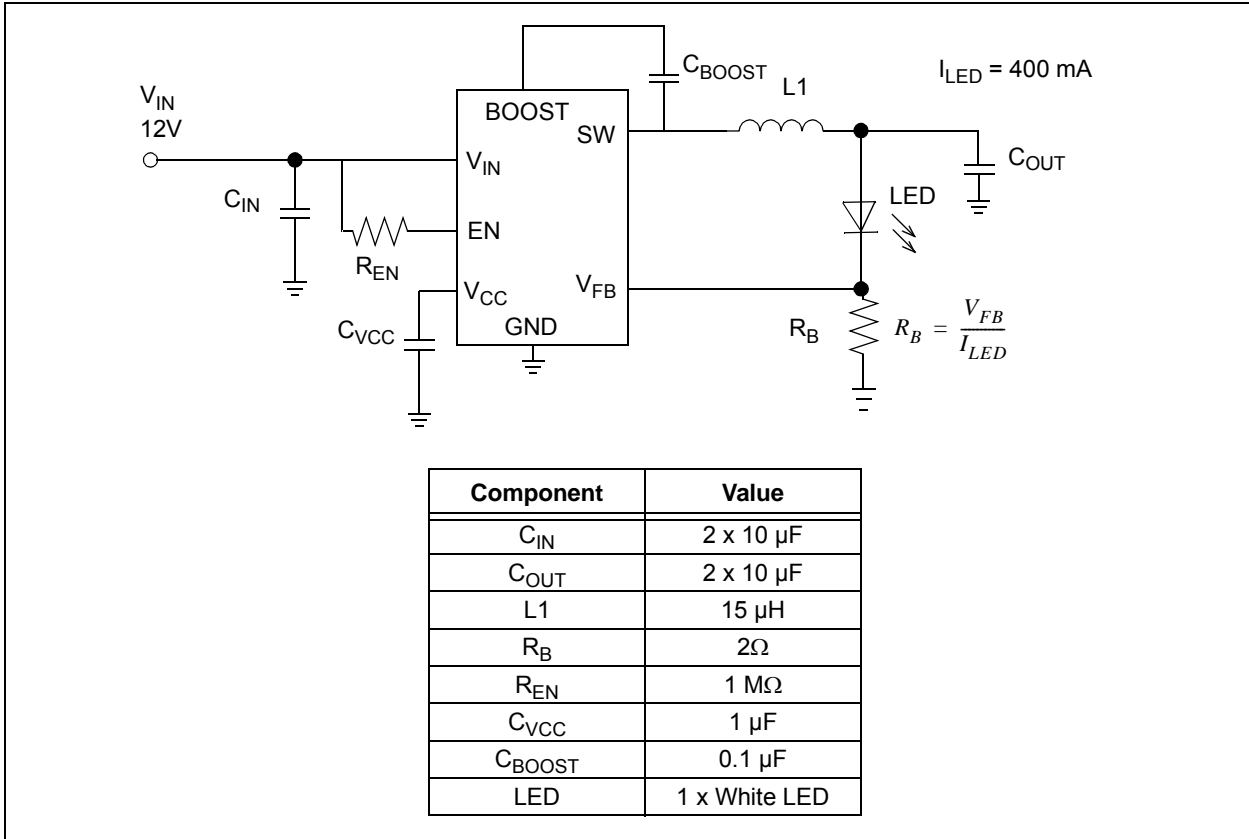 C_BOOST
I_LED = 400 mA
L1
V_IN
12V
BOOST
SW
V_IN
C_OUT
C_IN
LED
EN
R_EN
V_CC
V_FB
C_VCC
GND
R_B
R_B = V_FB / I_LED
Component Value
C_IN 2 x 10 µF
C_OUT 2 x 10 µF
L1 15 µH
R_B 2Ω
R_EN 1 MΩ
C_VCC 1 µF
C_BOOST 0.1 µF
LED 1 x White LED